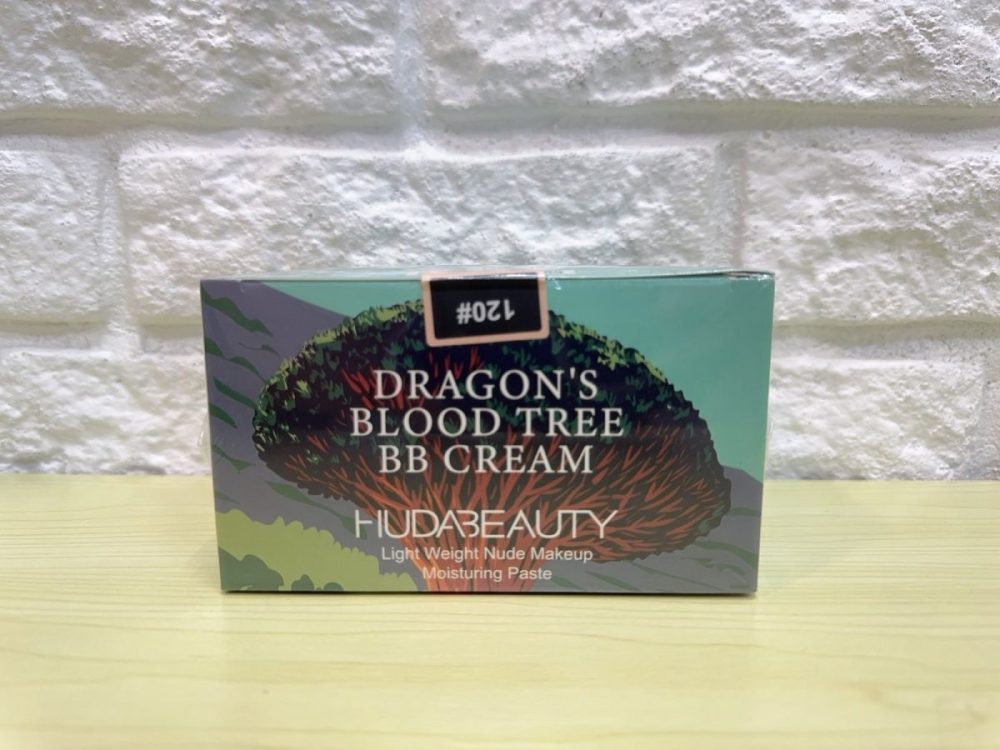 120#
DRAGON'S
BLOOD TREE
BB CREAM
HUDABEAUTY
Light Weight Nude Makeup
Moisturing Paste